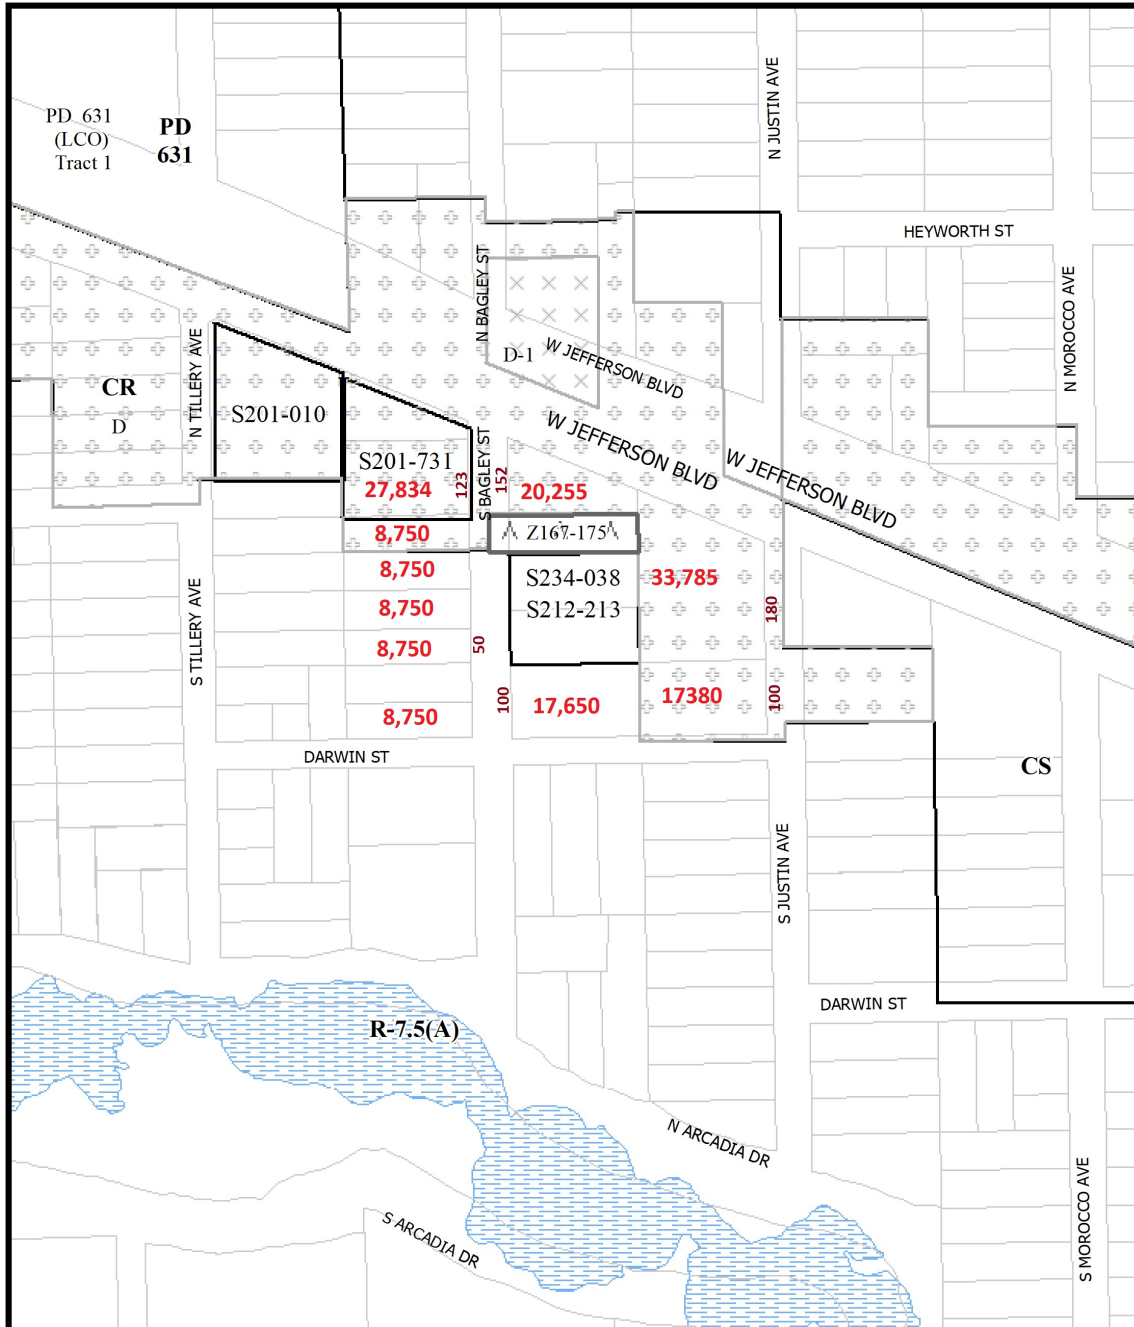 N JUSTIN AVE
PD 631
(LCO)
Tract 1
PD
631
HEYWORTH ST
N BAGLEY ST
N MOROCCO AVE
N TILLERY AVE
D-1
W JEFFERSON BLVD
CR
D
S201-010
W JEFFERSON BLVD
W JEFFERSON BLVD
S201-731
27,834
123
S BAGLEY ST
152
20,255
8,750
Z167-175
8,750
S234-038
33,785
8,750
S212-213
180
S TILLERY AVE
8,750
50
8,750
100
17,650
17380
100
DARWIN ST
CS
S JUSTIN AVE
DARWIN ST
R-7.5(A)
N ARCADIA DR
S ARCADIA DR
S MOROCCO AVE